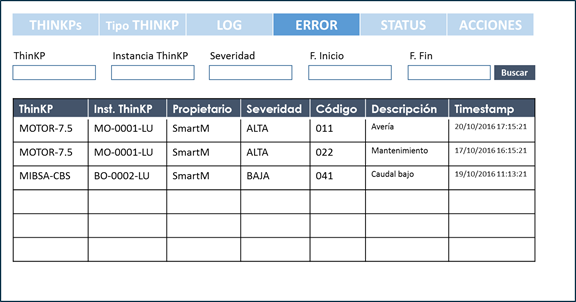 THINKPs Tipo THINKP LOG ERROR STATUS ACCIONES
ThinKP Instancia ThinKP Severidad F. Inicio F. Fin
Buscar
ThinKP Inst. ThinKP Propietario Severidad Código Descripción Timestamp
MOTOR-7.5 MO-0001-LU SmartM ALTA 011 Avería 20/10/2016 17:15:21
MOTOR-7.5 MO-0001-LU SmartM ALTA 022 Mantenimiento 17/10/2016 16:15:21
MIBSA-CBS BO-0002-LU SmartM BAJA 041 Caudal bajo 19/10/2016 11:13:21